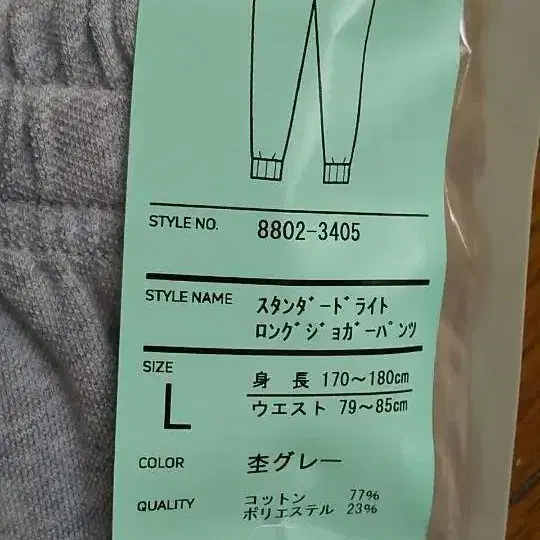 STYLE NO. 8802-3405
STYLE NAME ｽﾀﾝﾀﾞｰﾄﾞﾗｲﾄ
ﾛﾝｸﾞｼﾞｮｶﾞｰﾊﾟﾝﾂ
SIZE
L
身 長 170～180cm
ウエスト 79～85cm
COLOR 杢グレー
QUALITY コットン 77%
ポリエステル 23%